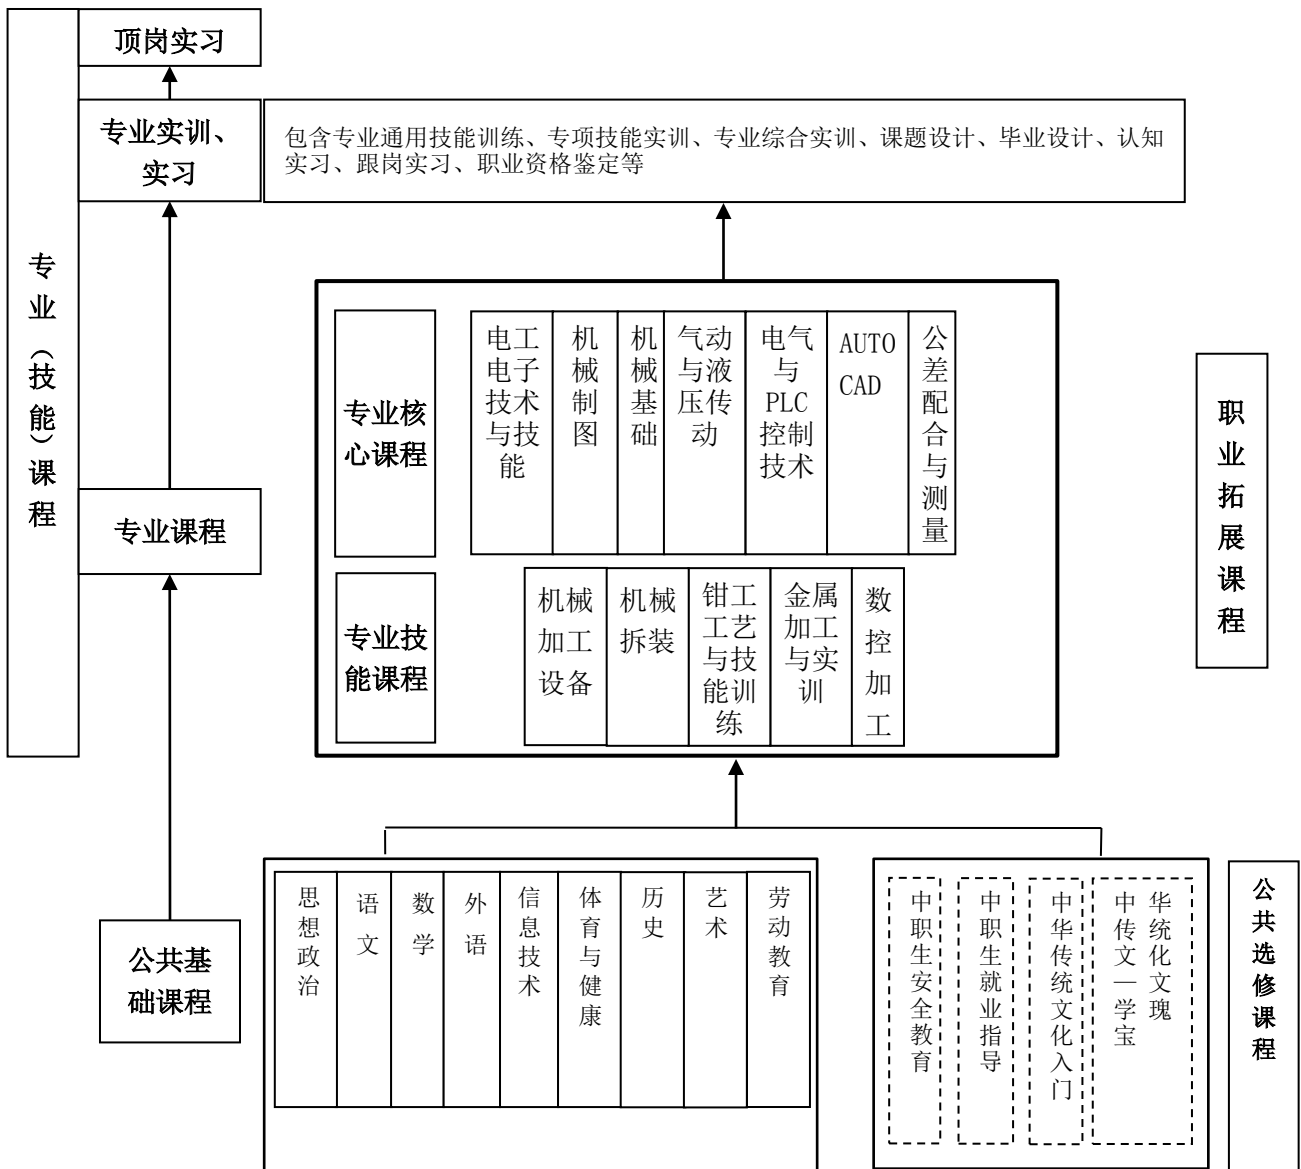 顶岗实习
专业实训、
实习
包含专业通用技能训练、专项技能实训、专业综合实训、课题设计、毕业设计、认知
实习、跟岗实习、职业资格鉴定等
专业（技能）课程
专业课程
专业核
心课程
电工
电子
技术
与技
能
机械制图
机械基础
气动
与液
压传
动
电气
与
PLC
控制
技术
AUTO
CAD
公差配合与测量
职业拓展课程
专业技
能课程
机械
加工
设备
机械
拆装
钳工
工艺
与技
能训
练
金属
加工
与实
训
数控加工
公共基
础课程
思想政治
语文
数学
外语
信息技术
体育与健康
历史
艺术
劳动教育
中职生安全教育
中职生就业指导
中华传统文化入门
中华
传统
文化
—文
学瑰
宝
公共选修课程